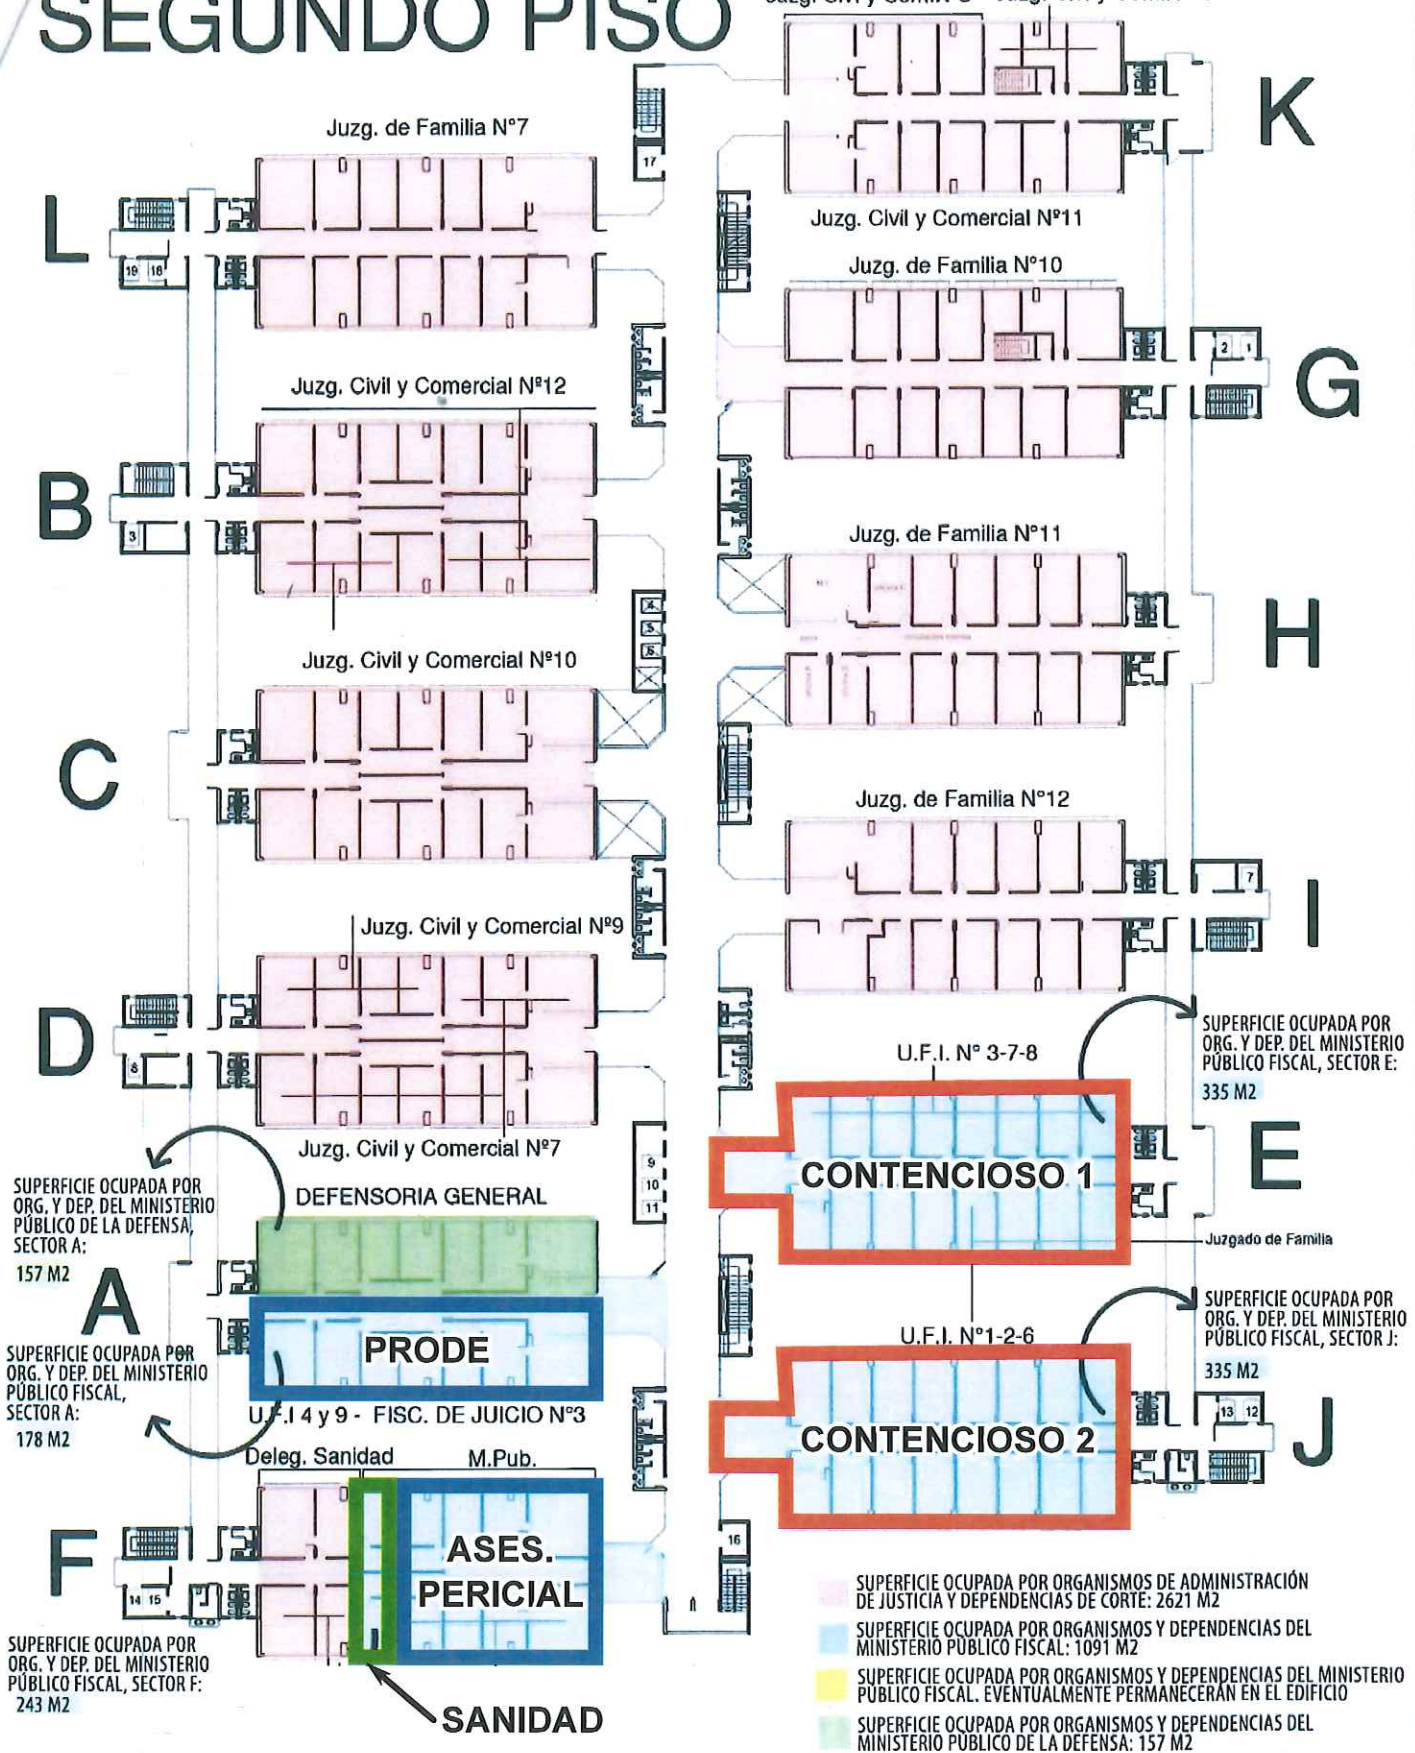 SEGUNDO PISO
K
Juzg. de Familia N°7
17
L
19 18
Juzg. Civil y Comercial Nº11
Juzg. de Familia N°10
2 1
G
Juzg. Civil y Comercial Nº12
B
3
Juzg. de Familia N°11
4
5
6
H
Juzg. Civil y Comercial Nº10
C
Juzg. de Familia N°12
7
I
Juzg. Civil y Comercial Nº9
D
8
Juzg. Civil y Comercial Nº7
SUPERFICIE OCUPADA POR
ORG. Y DEP. DEL MINISTERIO
PÚBLICO FISCAL, SECTOR E:
335 M2
U.F.I. Nº 3-7-8
CONTENCIOSO 1
E
Juzgado de Familia
9
10
11
SUPERFICIE OCUPADA POR
ORG. Y DEP. DEL MINISTERIO
PÚBLICO DE LA DEFENSA,
SECTOR A:
157 M2
DEFENSORIA GENERAL
A
PRODE
SUPERFICIE OCUPADA POR
ORG. Y DEP. DEL MINISTERIO
PÚBLICO FISCAL,
SECTOR A:
178 M2
U.F.I 4 y 9 - FISC. DE JUICIO N°3
SUPERFICIE OCUPADA POR
ORG. Y DEP. DEL MINISTERIO
PÚBLICO FISCAL, SECTOR J:
335 M2
U.F.I. N°1-2-6
CONTENCIOSO 2
13 12
J
Deleg. Sanidad
M.Pub.
F
14 15
ASES.
PERICIAL
16
SUPERFICIE OCUPADA POR
ORG. Y DEP. DEL MINISTERIO
PÚBLICO FISCAL, SECTOR F:
243 M2
SANIDAD
SUPERFICIE OCUPADA POR ORGANISMOS DE ADMINISTRACIÓN
DE JUSTICIA Y DEPENDENCIAS DE CORTE: 2621 M2
SUPERFICIE OCUPADA POR ORGANISMOS Y DEPENDENCIAS DEL
MINISTERIO PÚBLICO FISCAL: 1091 M2
SUPERFICIE OCUPADA POR ORGANISMOS Y DEPENDENCIAS DEL MINISTERIO
PÚBLICO FISCAL. EVENTUALMENTE PERMANECERÁN EN EL EDIFICIO
SUPERFICIE OCUPADA POR ORGANISMOS Y DEPENDENCIAS DEL
MINISTERIO PÚBLICO DE LA DEFENSA: 157 M2